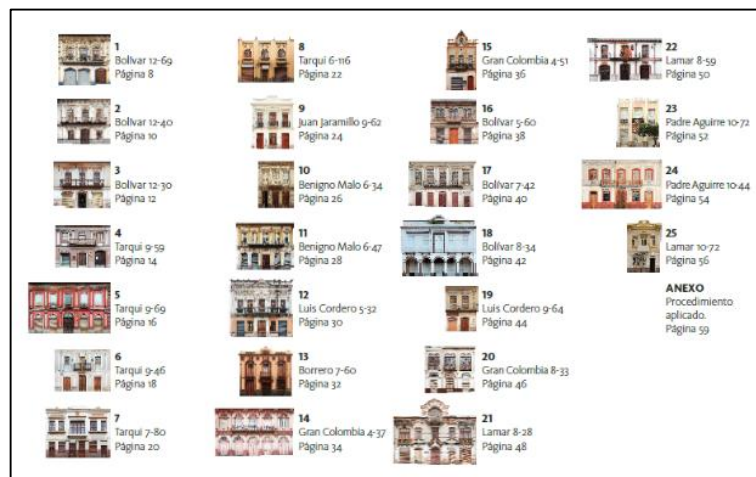 1
Bolívar 12-69
Página 8
2
Bolívar 12-40
Página 10
3
Bolívar 12-30
Página 12
4
Tarqui 9-59
Página 14
5
Tarqui 9-69
Página 16
6
Tarqui 9-46
Página 18
7
Tarqui 7-80
Página 20
8
Tarqui 6-116
Página 22
9
Juan Jaramillo 9-62
Página 24
10
Benigno Malo 6-34
Página 26
11
Benigno Malo 6-47
Página 28
12
Luis Cordero 5-32
Página 30
13
Borrero 7-60
Página 32
14
Gran Colombia 4-37
Página 34
15
Gran Colombia 4-51
Página 36
16
Bolívar 5-60
Página 38
17
Bolívar 7-42
Página 40
18
Bolívar 8-34
Página 42
19
Luis Cordero 9-64
Página 44
20
Gran Colombia 8-33
Página 46
21
Lamar 8-28
Página 48
22
Lamar 8-59
Página 50
23
Padre Aguirre 10-72
Página 52
24
Padre Aguirre 10-44
Página 54
25
Lamar 10-72
Página 56
ANEXO
Procedimiento
aplicado.
Página 59